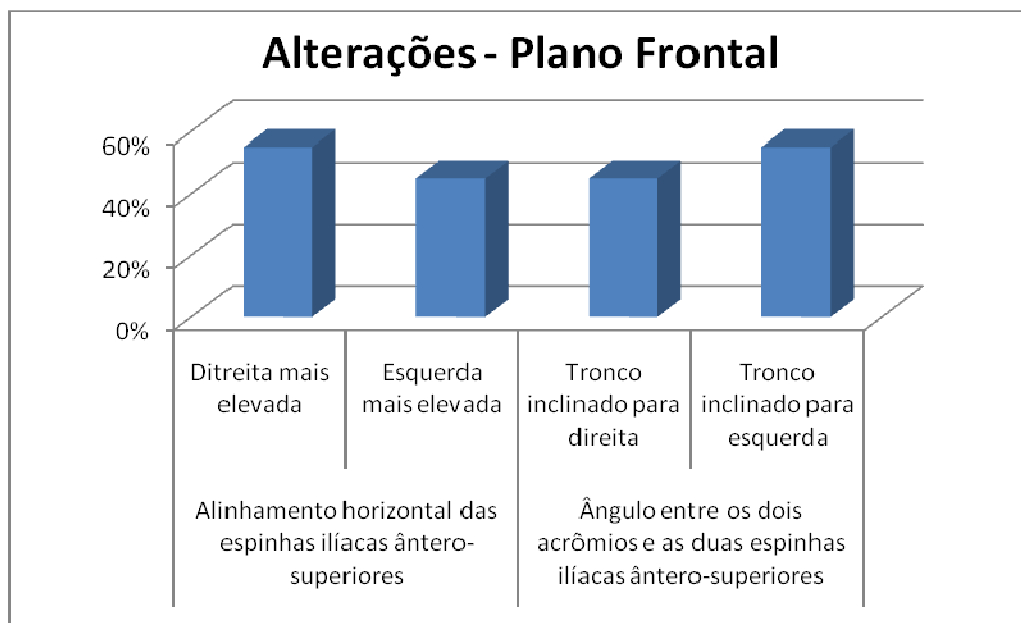 Alterações - Plano Frontal
60%
40%
20%
0%
Ditreita mais
elevada
Esquerda
mais elevada
Tronco
inclinado para
direita
Tronco
inclinado para
esquerda
Alinhamento horizontal das
espinhas ilíacas ântero-
superiores
Ângulo entre os dois
acrômios e as duas espinhas
ilíacas ântero-superiores